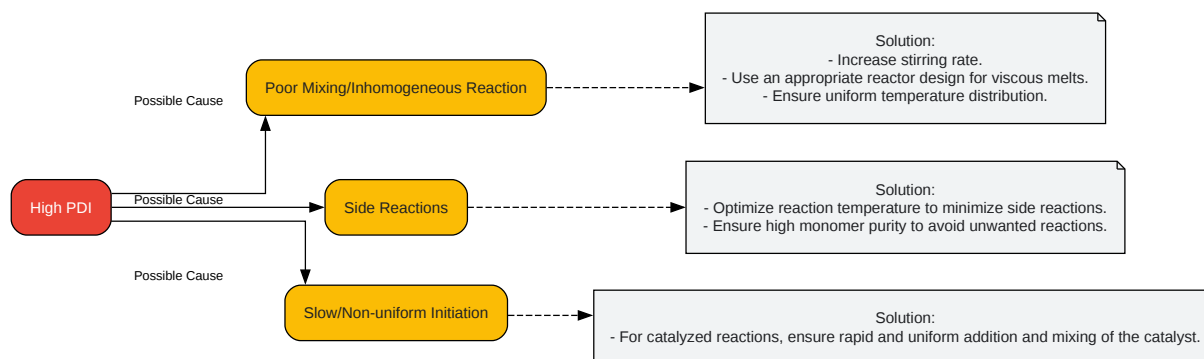 Solution:
- Increase stirring rate.
- Use an appropriate reactor design for viscous melts.
- Ensure uniform temperature distribution.
Poor Mixing/Inhomogeneous Reaction
Possible Cause
High PDI
Possible Cause
Side Reactions
Solution:
- Optimize reaction temperature to minimize side reactions.
- Ensure high monomer purity to avoid unwanted reactions.
Possible Cause
Slow/Non-uniform Initiation
Solution:
- For catalyzed reactions, ensure rapid and uniform addition and mixing of the catalyst.